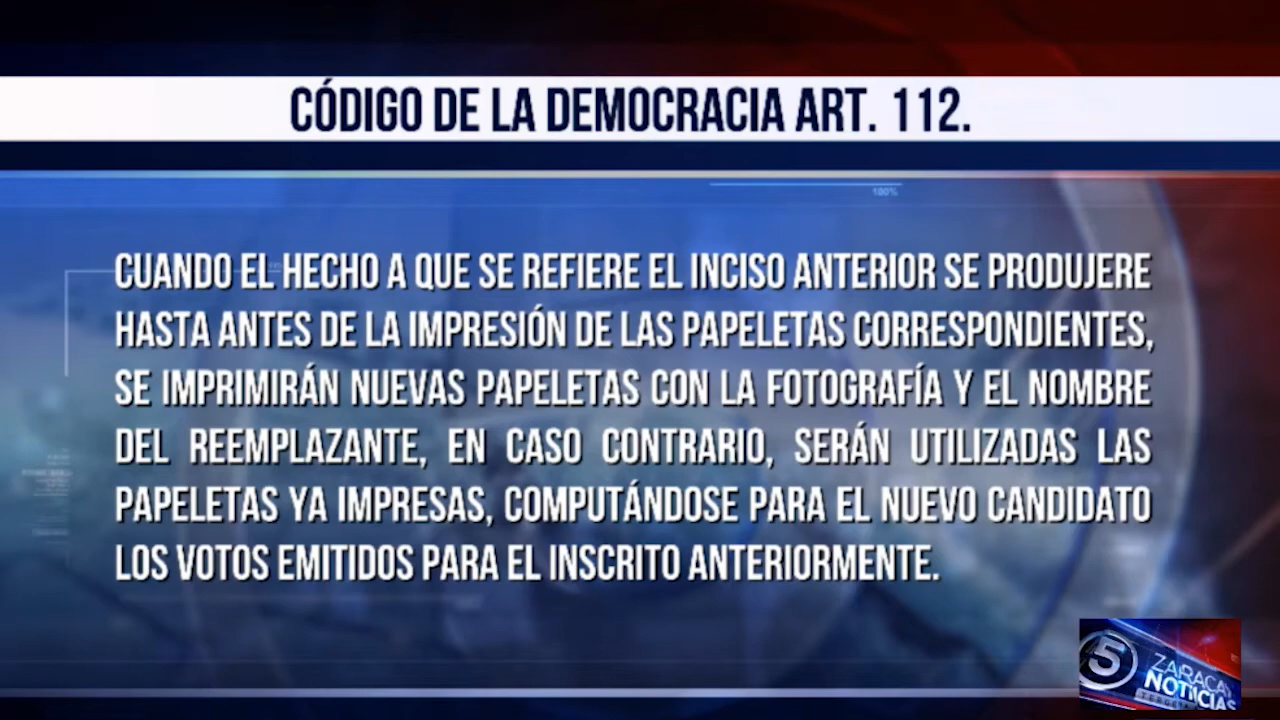 CÓDIGO DE LA DEMOCRACIA ART. 112.
100%
CUANDO EL HECHO A QUE SE REFIERE EL INCISO ANTERIOR SE PRODUJERE
HASTA ANTES DE LA IMPRESIÓN DE LAS PAPELETAS CORRESPONDIENTES,
SE IMPRIMIRÁN NUEVAS PAPELETAS CON LA FOTOGRAFÍA Y EL NOMBRE
DEL REEMPLAZANTE, EN CASO CONTRARIO, SERÁN UTILIZADAS LAS
PAPELETAS YA IMPRESAS, COMPUTÁNDOSE PARA EL NUEVO CANDIDATO
LOS VOTOS EMITIDOS PARA EL INSCRITO ANTERIORMENTE.
5
ZARACAY
NOTICIAS